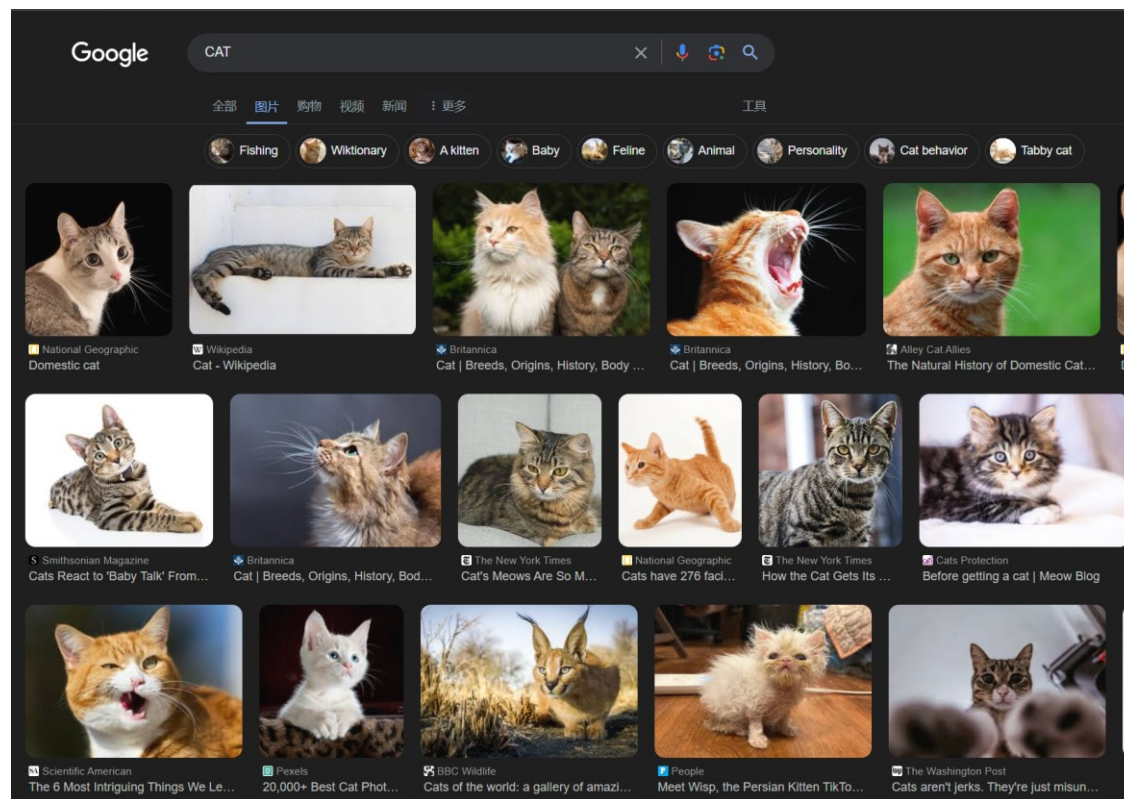 Google
CAT
全部 图片 购物 视频 新闻 更多 工具
Fishing Wiktionary A kitten Baby Feline Animal Personality Cat behavior Tabby cat
National Geographic Wikipedia Britannica Britannica Alley Cat Allies
Domestic cat Cat - Wikipedia Cat | Breeds, Origins, History, Body ... Cat | Breeds, Origins, History, Bo... The Natural History of Domestic Cat...
Smithsonian Magazine Britannica The New York Times National Geographic The New York Times Cats Protection
Cats React to 'Baby Talk' From... Cat | Breeds, Origins, History, Bod... Cat's Meows Are So M... Cats have 276 faci... How the Cat Gets Its ... Before getting a cat | Meow Blog
Scientific American Pexels BBC Wildlife People The Washington Post
The 6 Most Intriguing Things We Le... 20,000+ Best Cat Phot... Cats of the world: a gallery of amazi... Meet Wisp, the Persian Kitten TikTo... Cats aren't jerks. They're just misun...